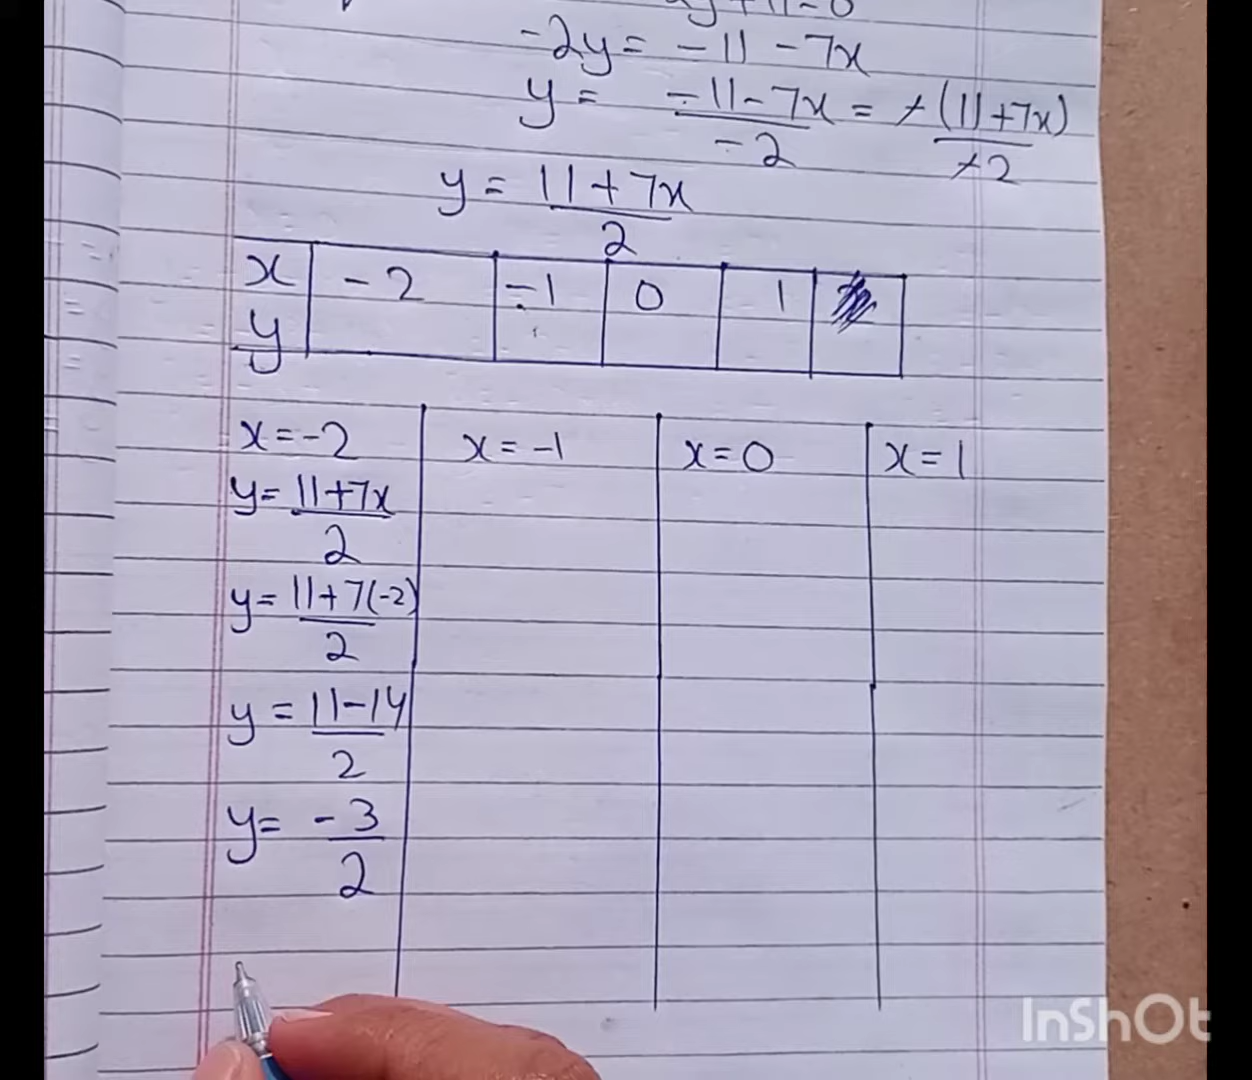 -2y = -11 - 7x
y = -11-7x/-2 = -(11+7x)/-2
y = 11+7x/2
x | -2 | -1 | 0 | 1
y
x=-2 | x=-1 | x=0 | x=1
y= 11+7x/2
y= 11+7(-2)/2
y = 11-14/2
y= -3/2
InShOt